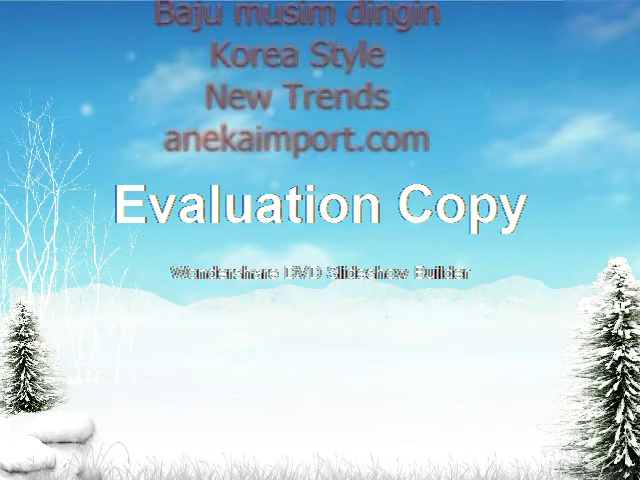 Baju musim dingin
Korea Style
New Trends
anekaimport.com
Evaluation Copy
Wondershare DVD Slideshow Builder